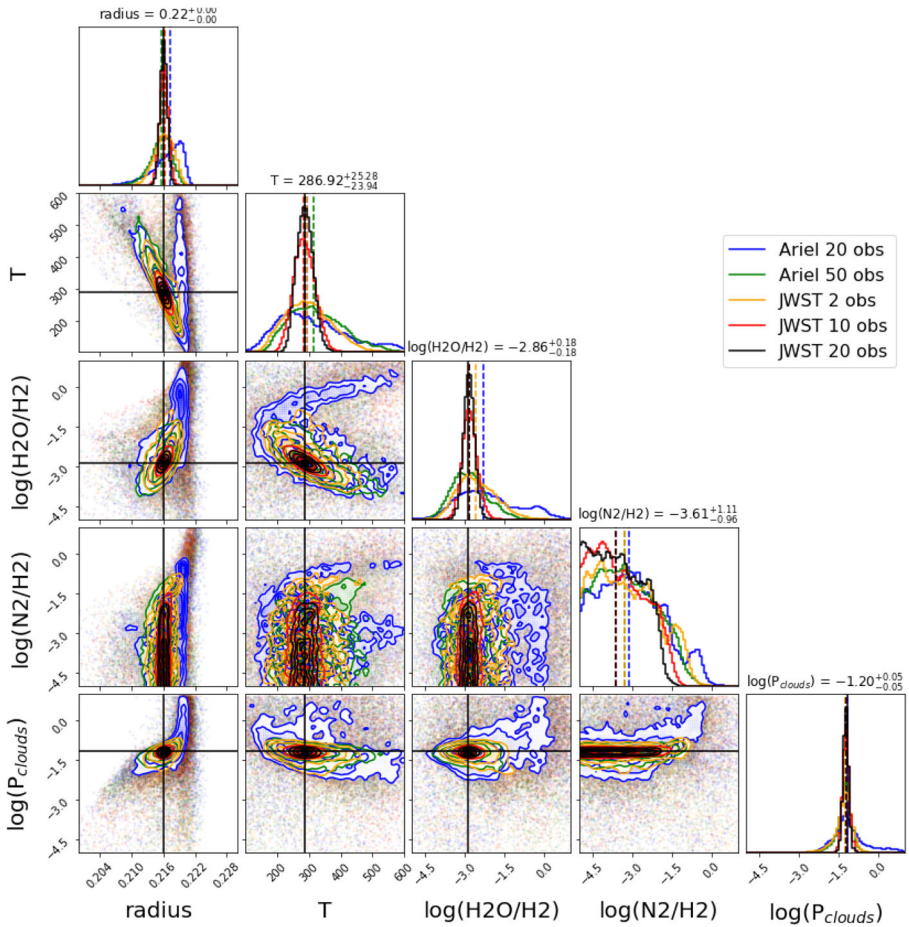 radius = 0.22+0.00−0.00
T = 286.92+25.28−23.94
log(H2O/H2) = −2.86+0.18−0.18
log(N2/H2) = −3.61+1.11−0.96
log(Pclouds) = −1.20+0.05−0.05
Ariel 20 obs
Ariel 50 obs
JWST 2 obs
JWST 10 obs
JWST 20 obs
T
600
500
400
300
200
log(H2O/H2)
0.0
−1.5
−3.0
−4.5
log(N2/H2)
0.0
−1.5
−3.0
−4.5
log(Pclouds)
0.0
−1.5
−3.0
−4.5
0.204 0.210 0.216 0.222 0.228
200 300 400 500 600
−4.5 −3.0 −1.5 0.0
−4.5 −3.0 −1.5 0.0
−4.5 −3.0 −1.5 0.0
radius
T
log(H2O/H2)
log(N2/H2)
log(Pclouds)